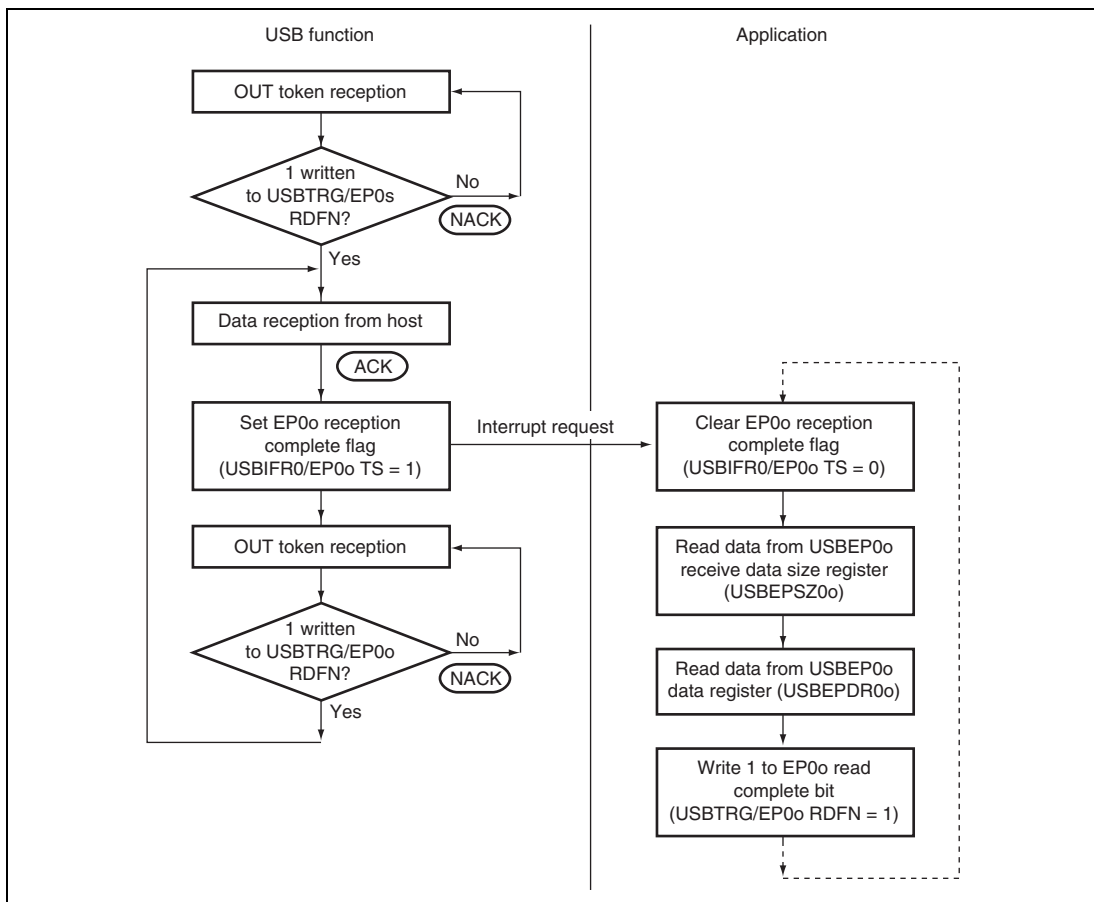 USB function
Application
OUT token reception
1 written
to USBTRG/EP0s
RDFN?
No
NACK
Yes
Data reception from host
ACK
Set EP0o reception
complete flag
(USBIFR0/EP0o TS = 1)
Interrupt request
Clear EP0o reception
complete flag
(USBIFR0/EP0o TS = 0)
OUT token reception
Read data from USBEP0o
receive data size register
(USBEPSZ0o)
1 written
to USBTRG/EP0o
RDFN?
No
NACK
Yes
Read data from USBEP0o
data register (USBEPDR0o)
Write 1 to EP0o read
complete bit
(USBTRG/EP0o RDFN = 1)